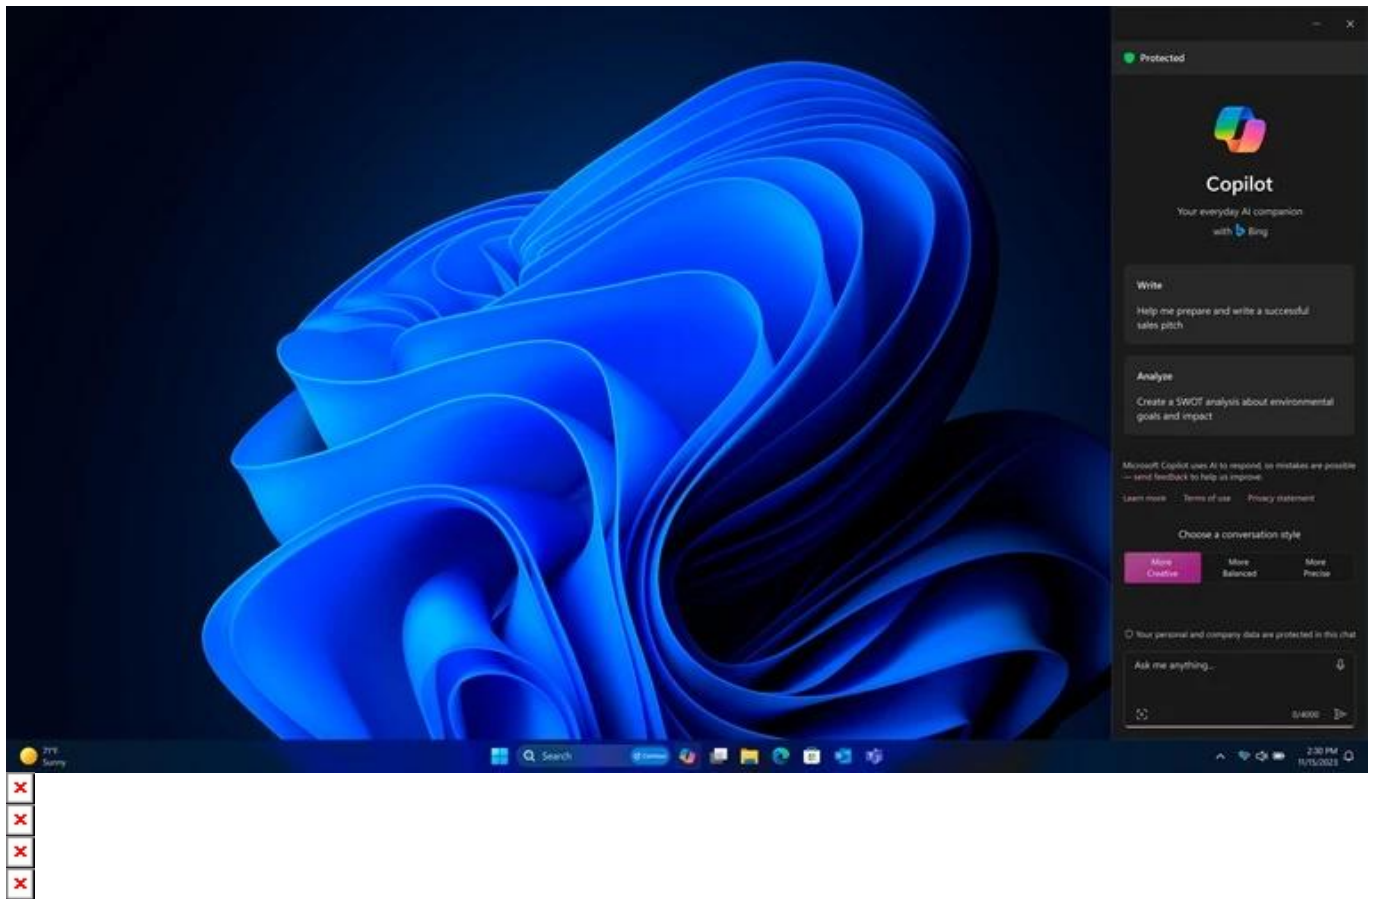 Protected
Copilot
Your everyday AI companion
with Bing
Write
Help me prepare and write a successful
sales pitch
Analyze
Create a SWOT analysis about environmental
goals and impact
Microsoft Copilot uses AI to respond, so mistakes are possible
— send feedback to help us improve.
Learn more Terms of use Privacy statement
Choose a conversation style
More
Creative
More
Balanced
More
Precise
Your personal and company data are protected in this chat
Ask me anything...
0/4000
71°F
Sunny
Search
2:30 PM
11/15/2023